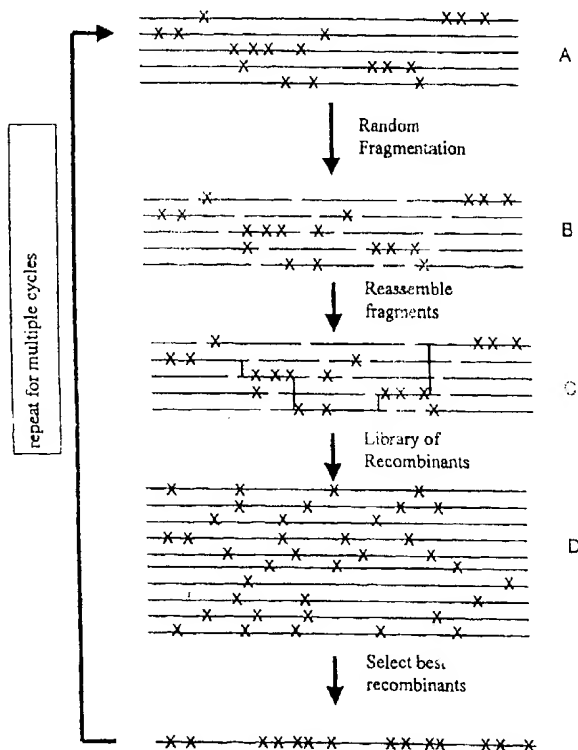 A
Random
Fragmentation
B
Reassemble
fragments
C
Library of
Recombinants
D
Select best
recombinants
repeat for multiple cycles